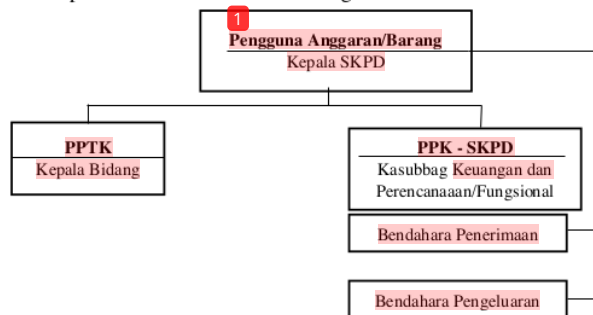 1
Pengguna Anggaran/Barang
Kepala SKPD
PPTK
Kepala Bidang
PPK - SKPD
Kasubbag Keuangan dan
Perencanaaan/Fungsional
Bendahara Penerimaan
Bendahara Pengeluaran